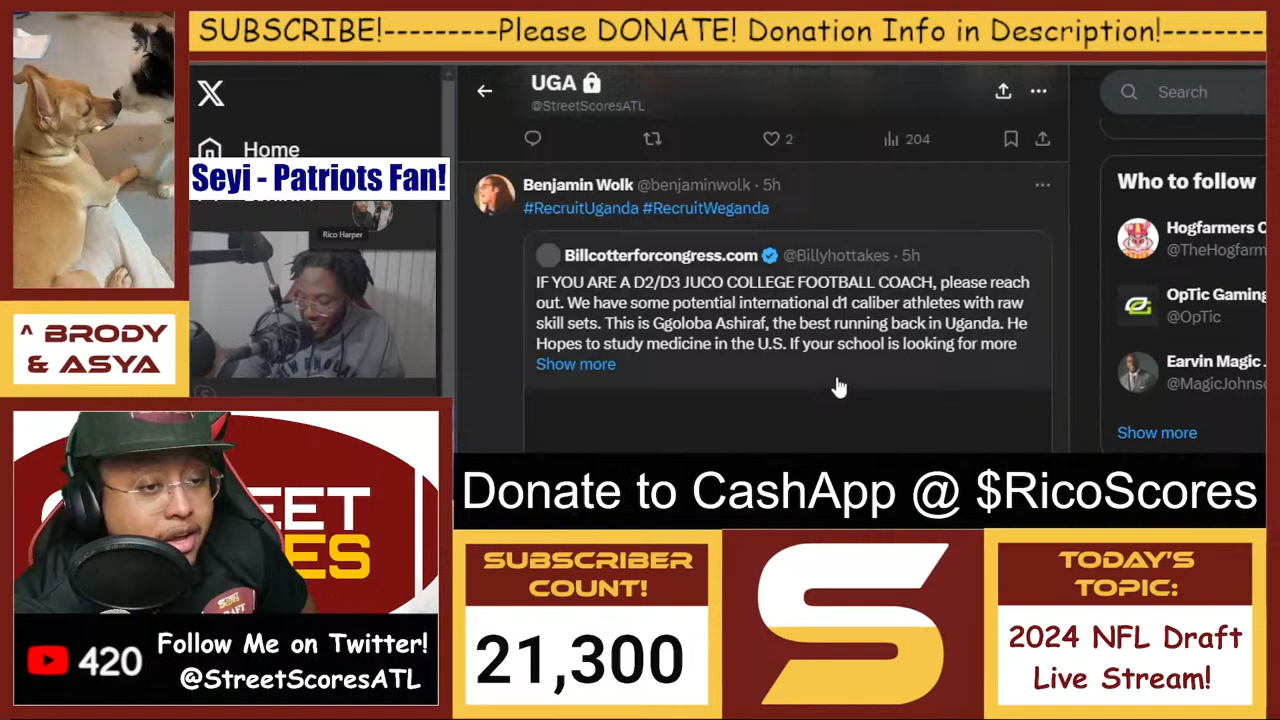 SUBSCRIBE!---------Please DONATE! Donation Info in Description!--------
X
Home
Seyi - Patriots Fan!
Rico Harper
^ BRODY
& ASYA
UGA
@StreetScoresATL
2
204
Benjamin Wolk @benjaminwolk · 5h
#RecruitUganda #RecruitWeganda
Billcotterforcongress.com @Billyhottakes · 5h
IF YOU ARE A D2/D3 JUCO COLLEGE FOOTBALL COACH, please reach
out. We have some potential international d1 caliber athletes with raw
skill sets. This is Ggoloba Ashiraf, the best running back in Uganda. He
Hopes to study medicine in the U.S. If your school is looking for more
Show more
Search
Who to follow
Hogfarmers C
@TheHogfarm
OpTic Gaming
@OpTic
Earvin Magic J
@MagicJohns
Show more
Donate to CashApp @ $RicoScores
420
Follow Me on Twitter!
@StreetScoresATL
SUBSCRIBER
COUNT!
21,300
S
TODAY'S
TOPIC:
2024 NFL Draft
Live Stream!